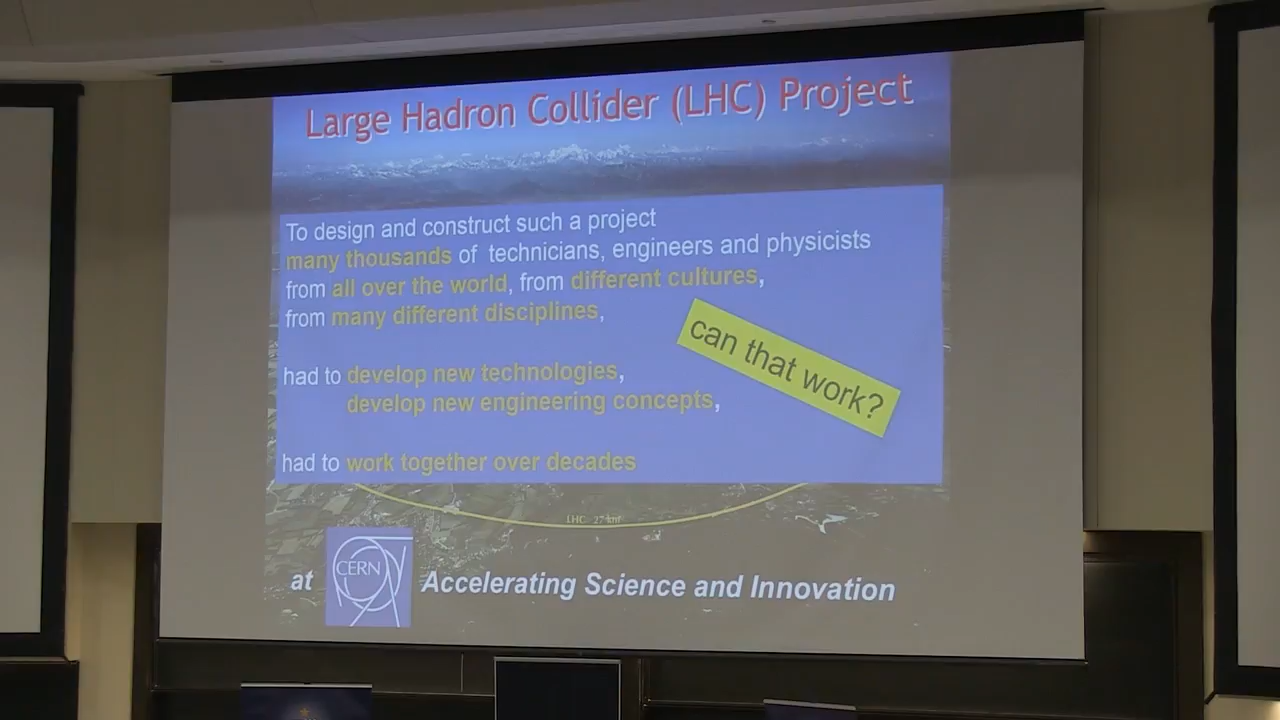 Large Hadron Collider (LHC) Project
To design and construct such a project
many thousands of technicians, engineers and physicists
from all over the world, from different cultures,
from many different disciplines,
can that work?
had to develop new technologies,
develop new engineering concepts,
had to work together over decades
LHC 27 km
at CERN Accelerating Science and Innovation